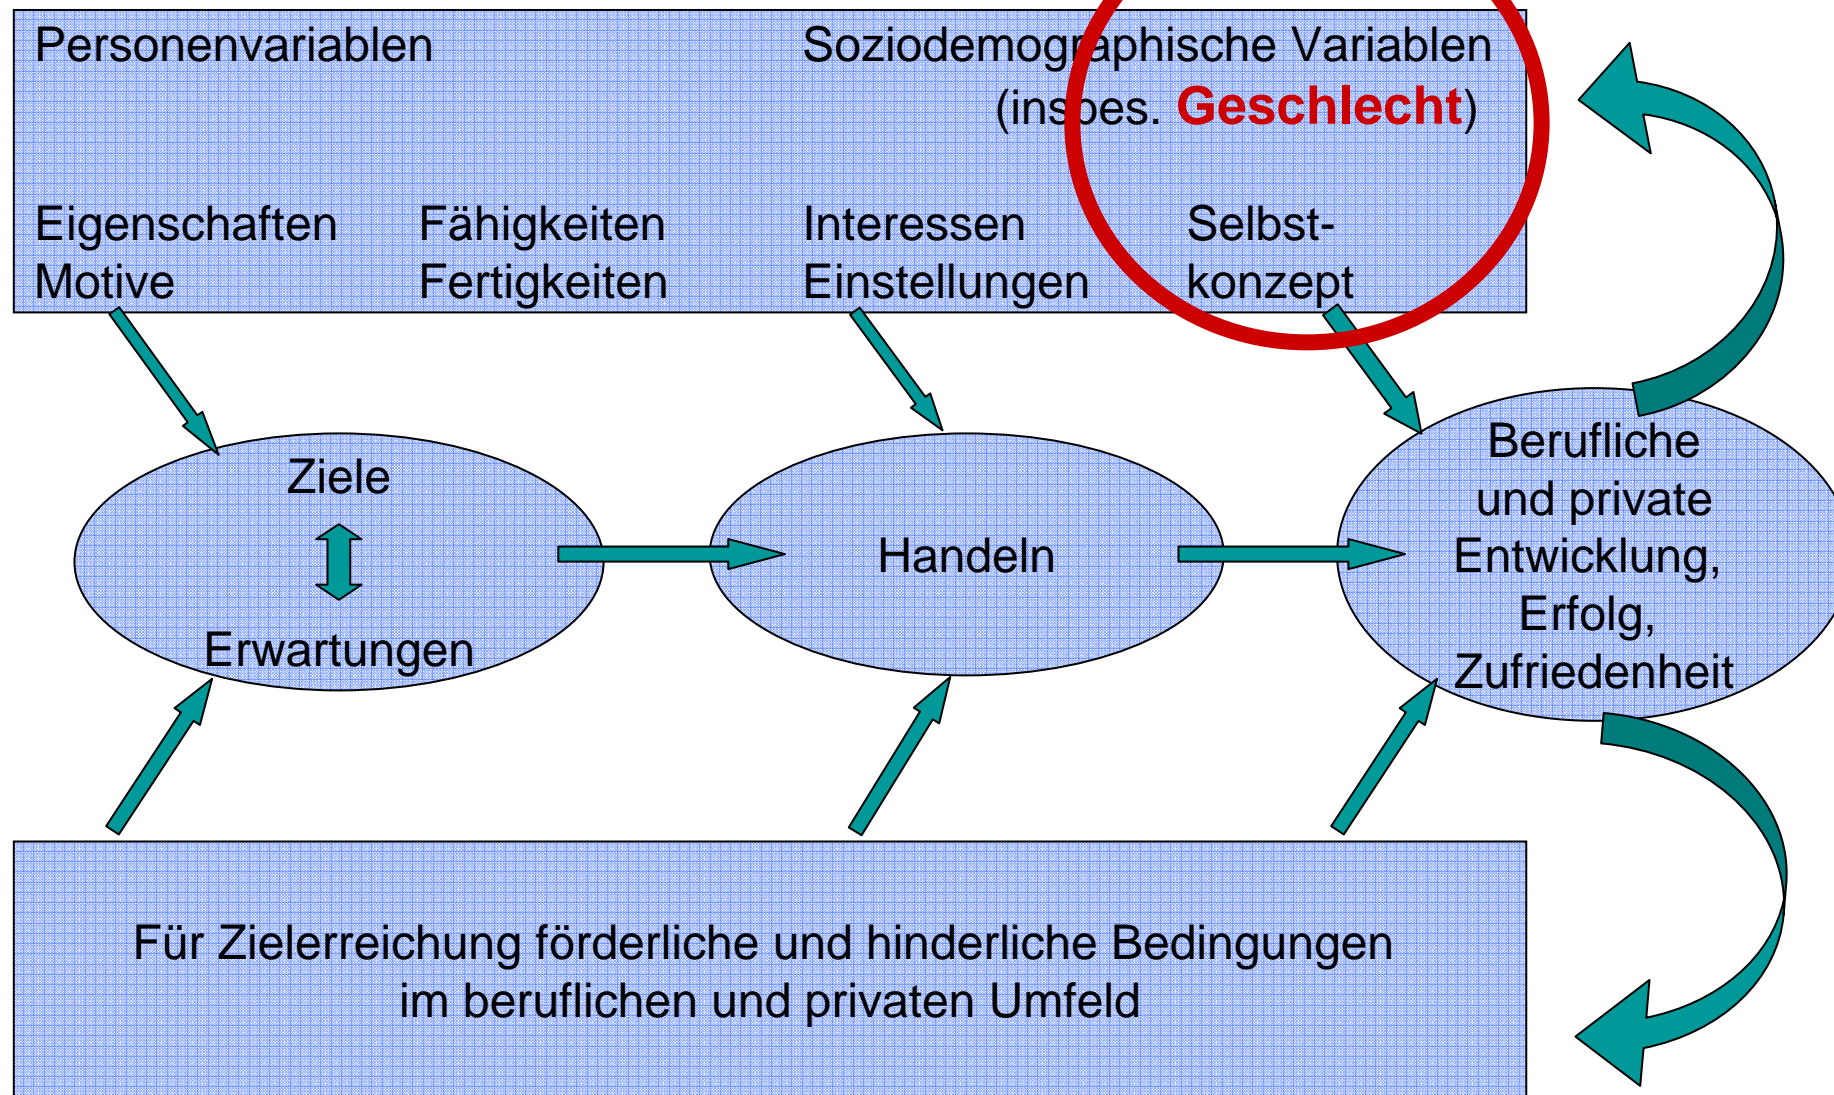 Personenvariablen
Soziodemographische Variablen
(insbes. Geschlecht)
Eigenschaften
Motive
Fähigkeiten
Fertigkeiten
Interessen
Einstellungen
Selbst-
konzept
Ziele
Erwartungen
Handeln
Berufliche
und private
Entwicklung,
Erfolg,
Zufriedenheit
Für Zielerreichung förderliche und hinderliche Bedingungen
im beruflichen und privaten Umfeld